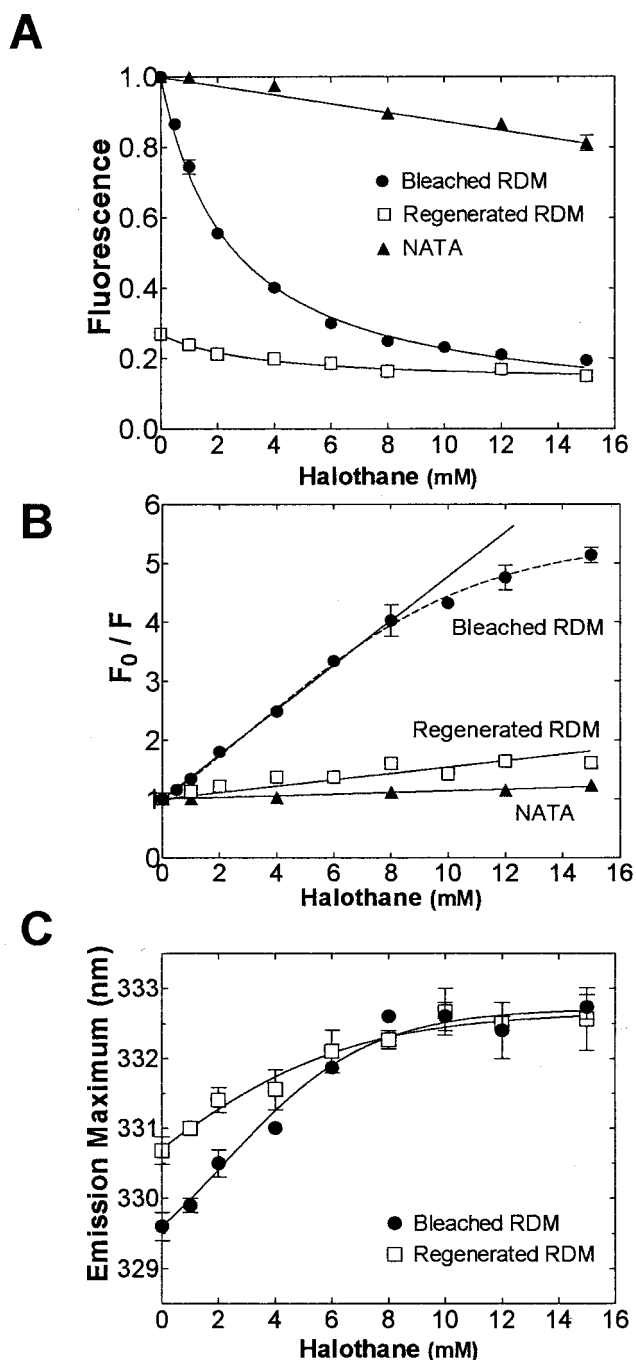 A
Fluorescence
1.0
0.8
0.6
0.4
0.2
0.0
Bleached RDM
Regenerated RDM
NATA
0 2 4 6 8 10 12 14 16
Halothane (mM)
B
F0 / F
6
5
4
3
2
1
0
Bleached RDM
Regenerated RDM
NATA
0 2 4 6 8 10 12 14 16
Halothane (mM)
C
Emission Maximum (nm)
333
332
331
330
329
Bleached RDM
Regenerated RDM
0 2 4 6 8 10 12 14 16
Halothane (mM)